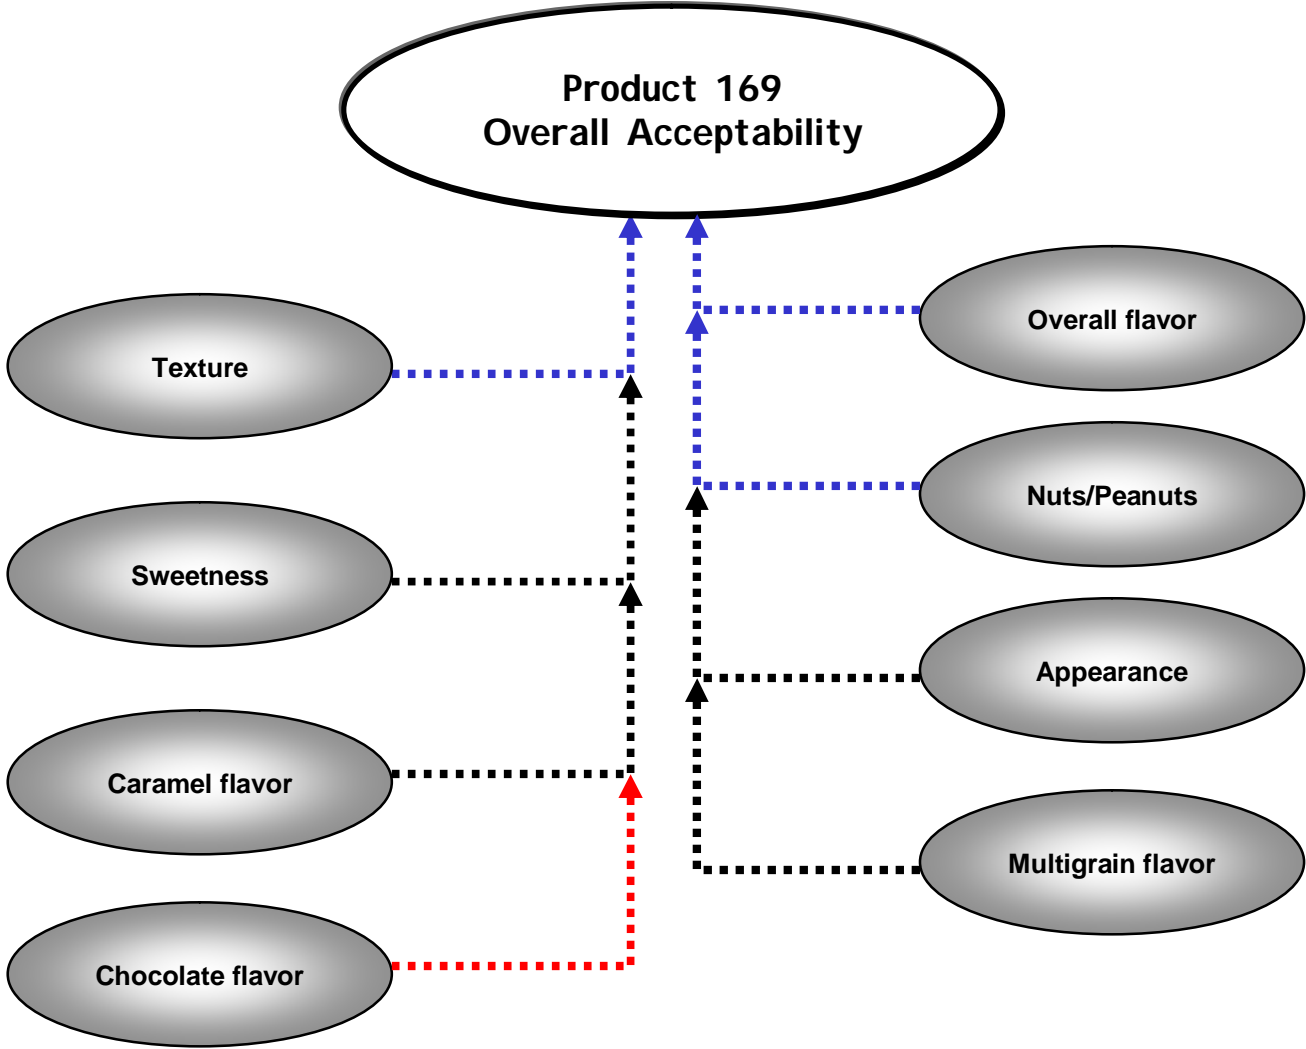 Product 169
Overall Acceptability
Texture
Sweetness
Caramel flavor
Chocolate flavor
Overall flavor
Nuts/Peanuts
Appearance
Multigrain flavor